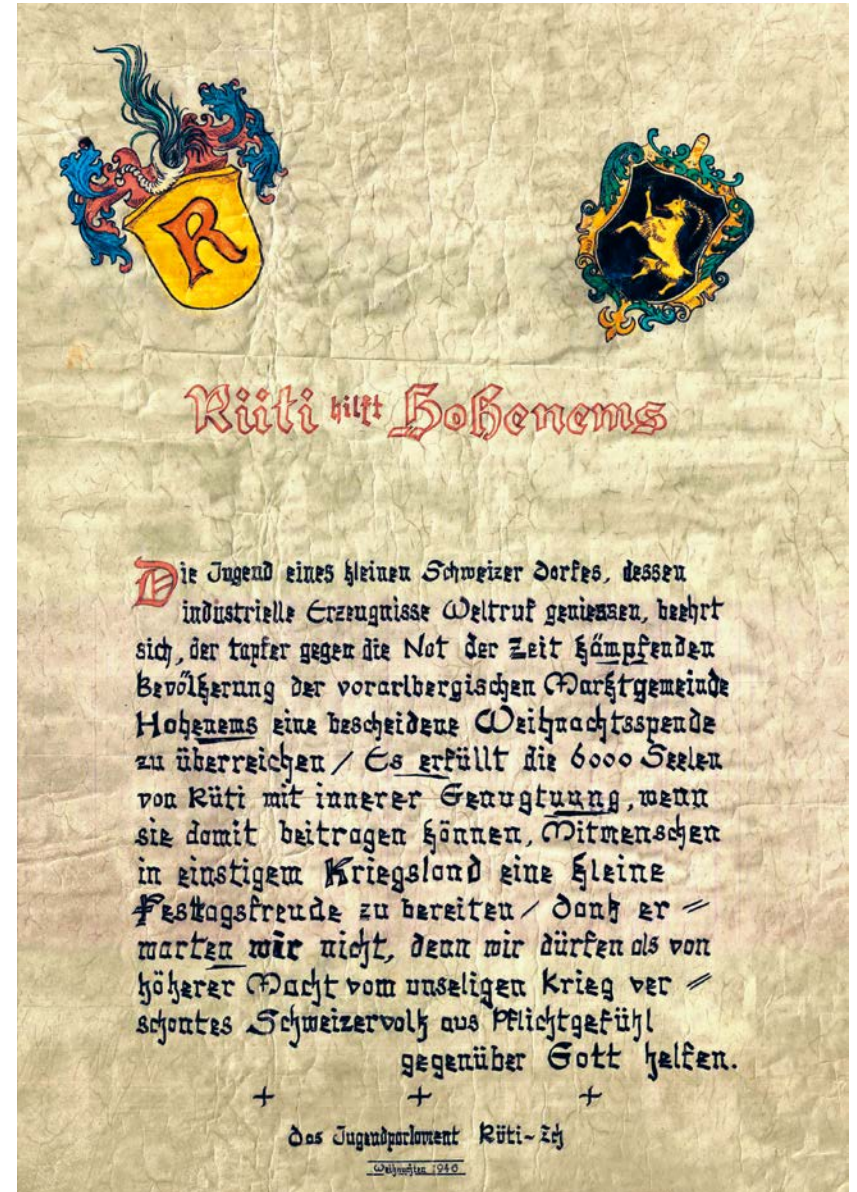 R
Rüti hilft Hohenems
Die Jugend eines kleinen Schweizer Dorfes, dessen
industrielle Erzeugnisse Weltruf geniessen, beehrt
sich, der tapfer gegen die Not der Zeit kämpfenden
Bevölkerung der vorarlbergischen Marktgemeinde
Hohenems eine bescheidene Weihnachtsspende
zu überreichen / Es erfüllt die 6000 Seelen
von Rüti mit innerer Genugtuung, wenn
sie damit beitragen können, Mitmenschen
in einstigem Kriegsland eine kleine
Festtagsfreude zu bereiten / Dank er=
warten wir nicht, denn wir dürfen als von
höherer Macht vom unseligen Krieg ver=
schontes Schweizervolk aus Pflichtgefühl
gegenüber Gott helfen.
+ + +
Das Jugendparlament Rüti-Zch
Weihnachten 1946